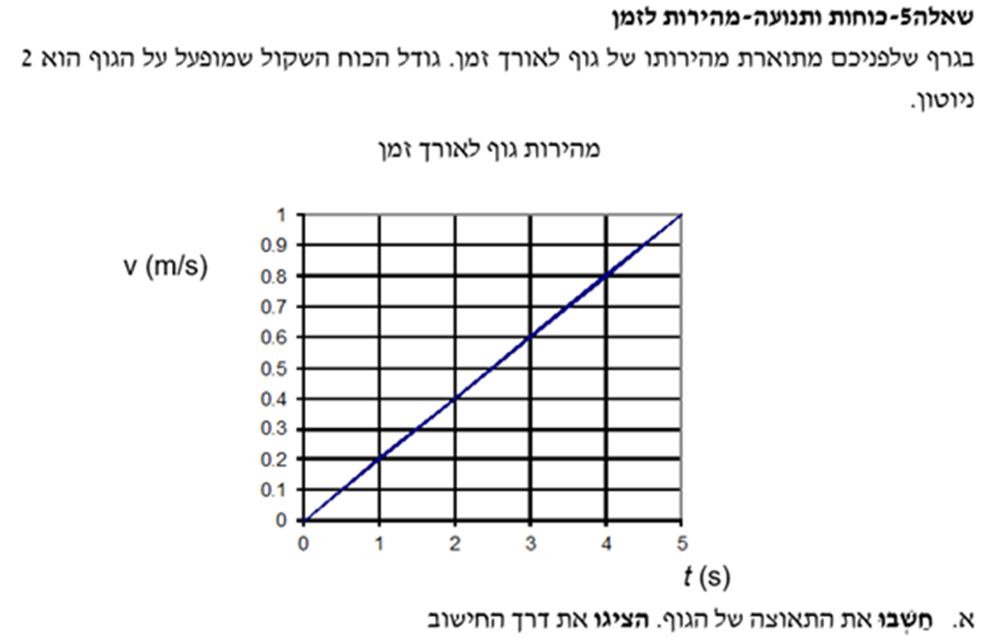 שאלה5-כוחות ותנועה-מהירות לזמן
בגרף שלפניכם מתוארת מהירותו של גוף לאורך זמן. גודל הכוח השקול שמופעל על הגוף הוא 2
ניוטון.
מהירות גוף לאורך זמן
v (m/s)
1
0.9
0.8
0.7
0.6
0.5
0.4
0.3
0.2
0.1
0
0 1 2 3 4 5
t (s)
א. חַשְּׁבוּ את התאוצה של הגוף. הציגו את דרך החישוב